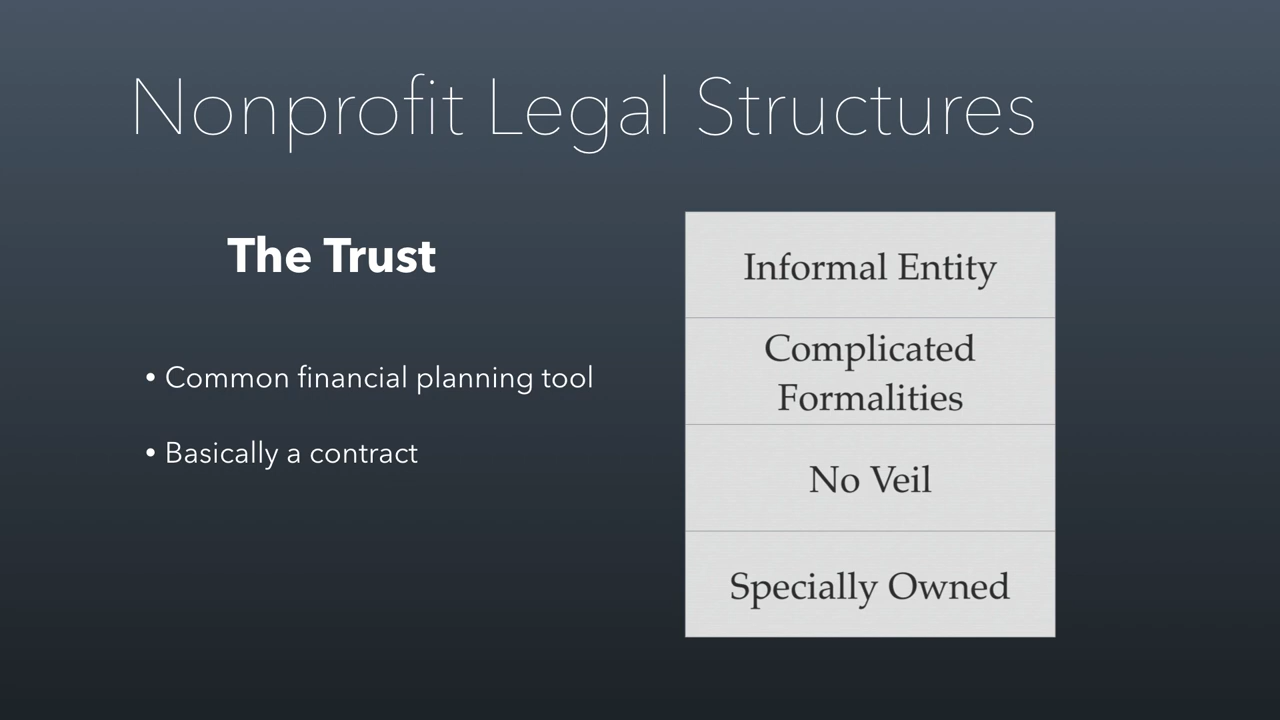 Nonprofit Legal Structures
The Trust
• Common financial planning tool
• Basically a contract
Informal Entity
Complicated
Formalities
No Veil
Specially Owned